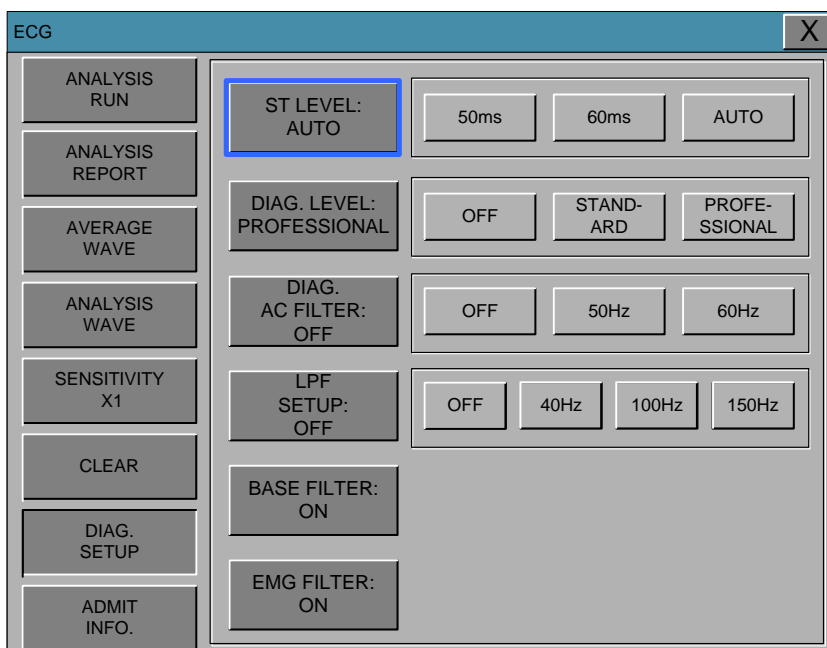 ECG
X
ANALYSIS
RUN
ANALYSIS
REPORT
AVERAGE
WAVE
ANALYSIS
WAVE
SENSITIVITY
X1
CLEAR
DIAG.
SETUP
ADMIT
INFO.
ST LEVEL:
AUTO
50ms
60ms
AUTO
DIAG. LEVEL:
PROFESSIONAL
OFF
STAND-
ARD
PROFE-
SSIONAL
DIAG.
AC FILTER:
OFF
OFF
50Hz
60Hz
LPF
SETUP:
OFF
OFF
40Hz
100Hz
150Hz
BASE FILTER:
ON
EMG FILTER:
ON